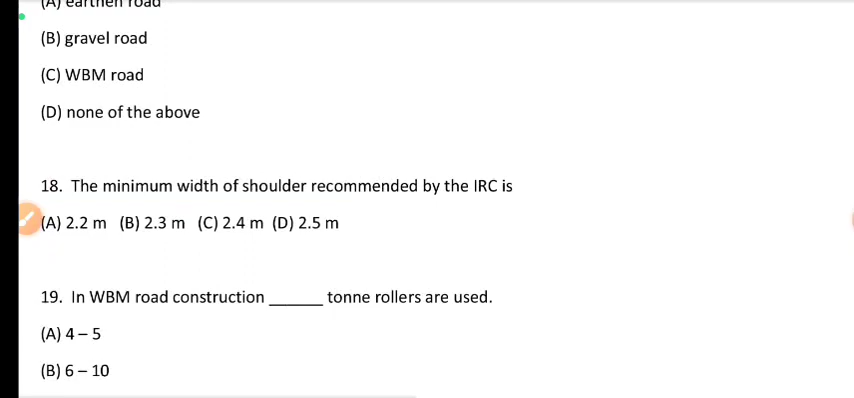 (A) earthen road
(B) gravel road
(C) WBM road
(D) none of the above
18. The minimum width of shoulder recommended by the IRC is
(A) 2.2 m (B) 2.3 m (C) 2.4 m (D) 2.5 m
19. In WBM road construction ______ tonne rollers are used.
(A) 4 – 5
(B) 6 – 10